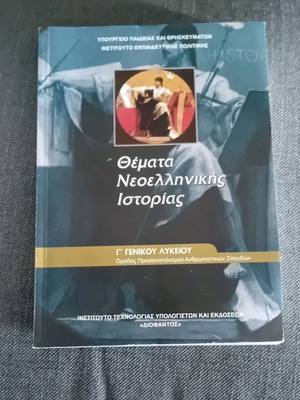 ΥΠΟΥΡΓΕΙΟ ΠΑΙΔΕΙΑΣ ΚΑΙ ΘΡΗΣΚΕΥΜΑΤΩΝ
ΙΝΣΤΙΤΟΥΤΟ ΕΚΠΑΙΔΕΥΤΙΚΗΣ ΠΟΛΙΤΙΚΗΣ
HISTOR
Θέματα
Νεοελληνικής
Ιστορίας
Γ΄ ΓΕΝΙΚΟΥ ΛΥΚΕΙΟΥ
Ομάδας Προσανατολισμού Ανθρωπιστικών Σπουδών
ΙΝΣΤΙΤΟΥΤΟ ΤΕΧΝΟΛΟΓΙΑΣ ΥΠΟΛΟΓΙΣΤΩΝ ΚΑΙ ΕΚΔΟΣΕΩΝ
«ΔΙΟΦΑΝΤΟΣ»